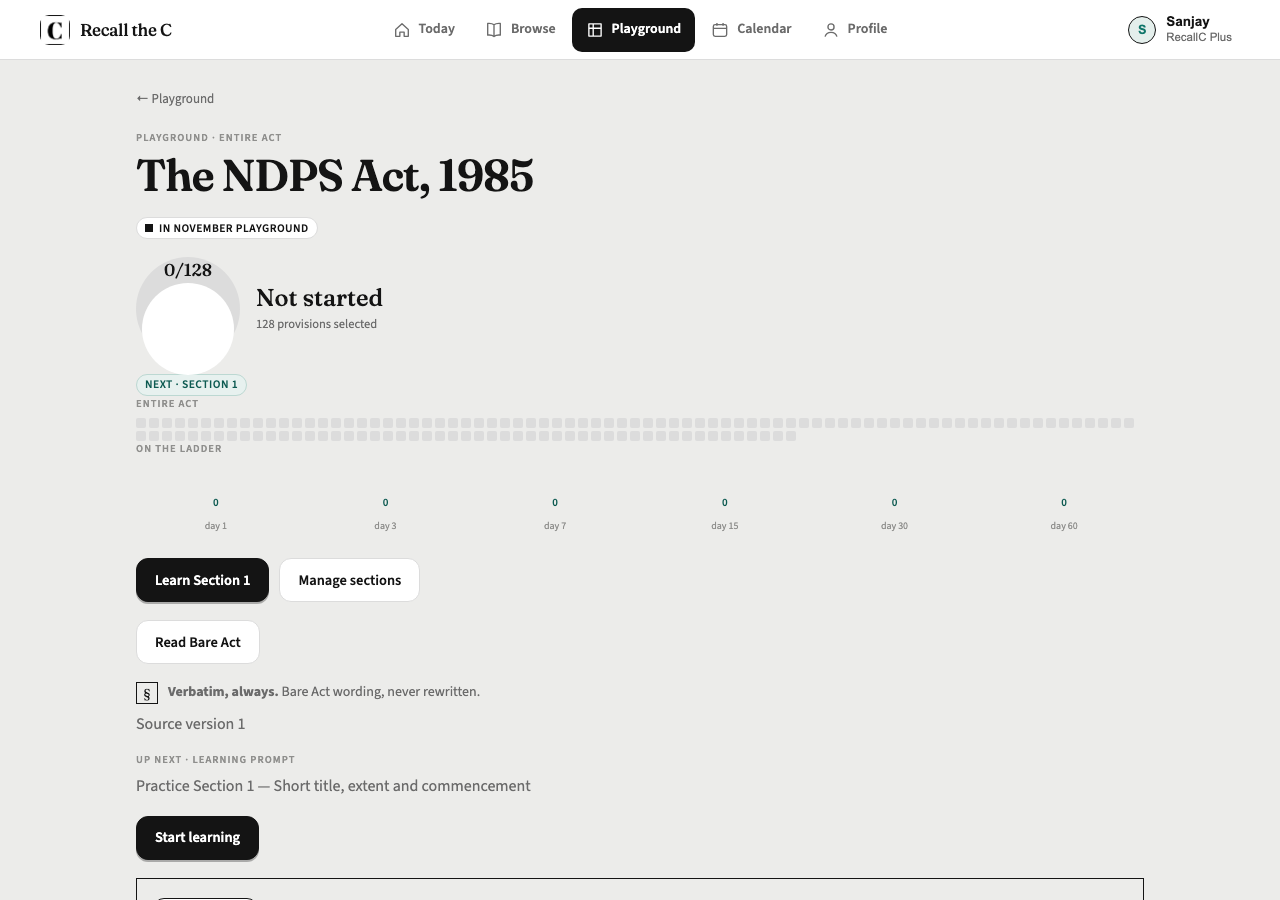 C Recall the C
Today Browse Playground Calendar Profile
S Sanjay
RecallC Plus
← Playground
PLAYGROUND · ENTIRE ACT
The NDPS Act, 1985
IN NOVEMBER PLAYGROUND
0/128
Not started
128 provisions selected
NEXT · SECTION 1
ENTIRE ACT
ON THE LADDER
0 0 0 0 0 0
day 1 day 3 day 7 day 15 day 30 day 60
Learn Section 1 Manage sections
Read Bare Act
§ Verbatim, always. Bare Act wording, never rewritten.
Source version 1
UP NEXT · LEARNING PROMPT
Practice Section 1 — Short title, extent and commencement
Start learning